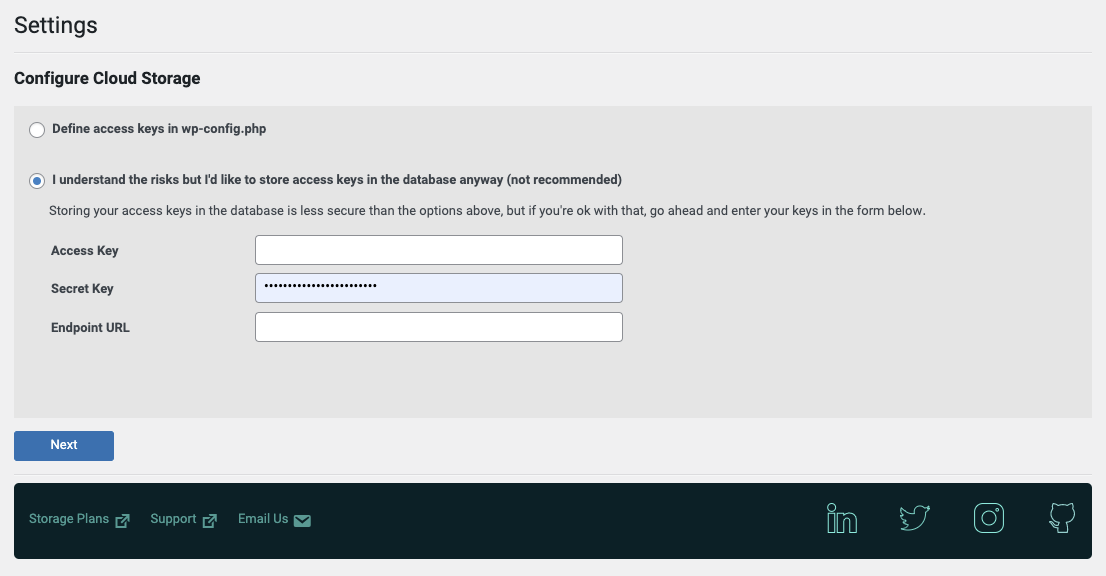 Settings
Configure Cloud Storage
Define access keys in wp-config.php
I understand the risks but I'd like to store access keys in the database anyway (not recommended)
Storing your access keys in the database is less secure than the options above, but if you're ok with that, go ahead and enter your keys in the form below.
Access Key
Secret Key ••••••••••••••••••••••••
Endpoint URL
Next
Storage Plans Support Email Us in